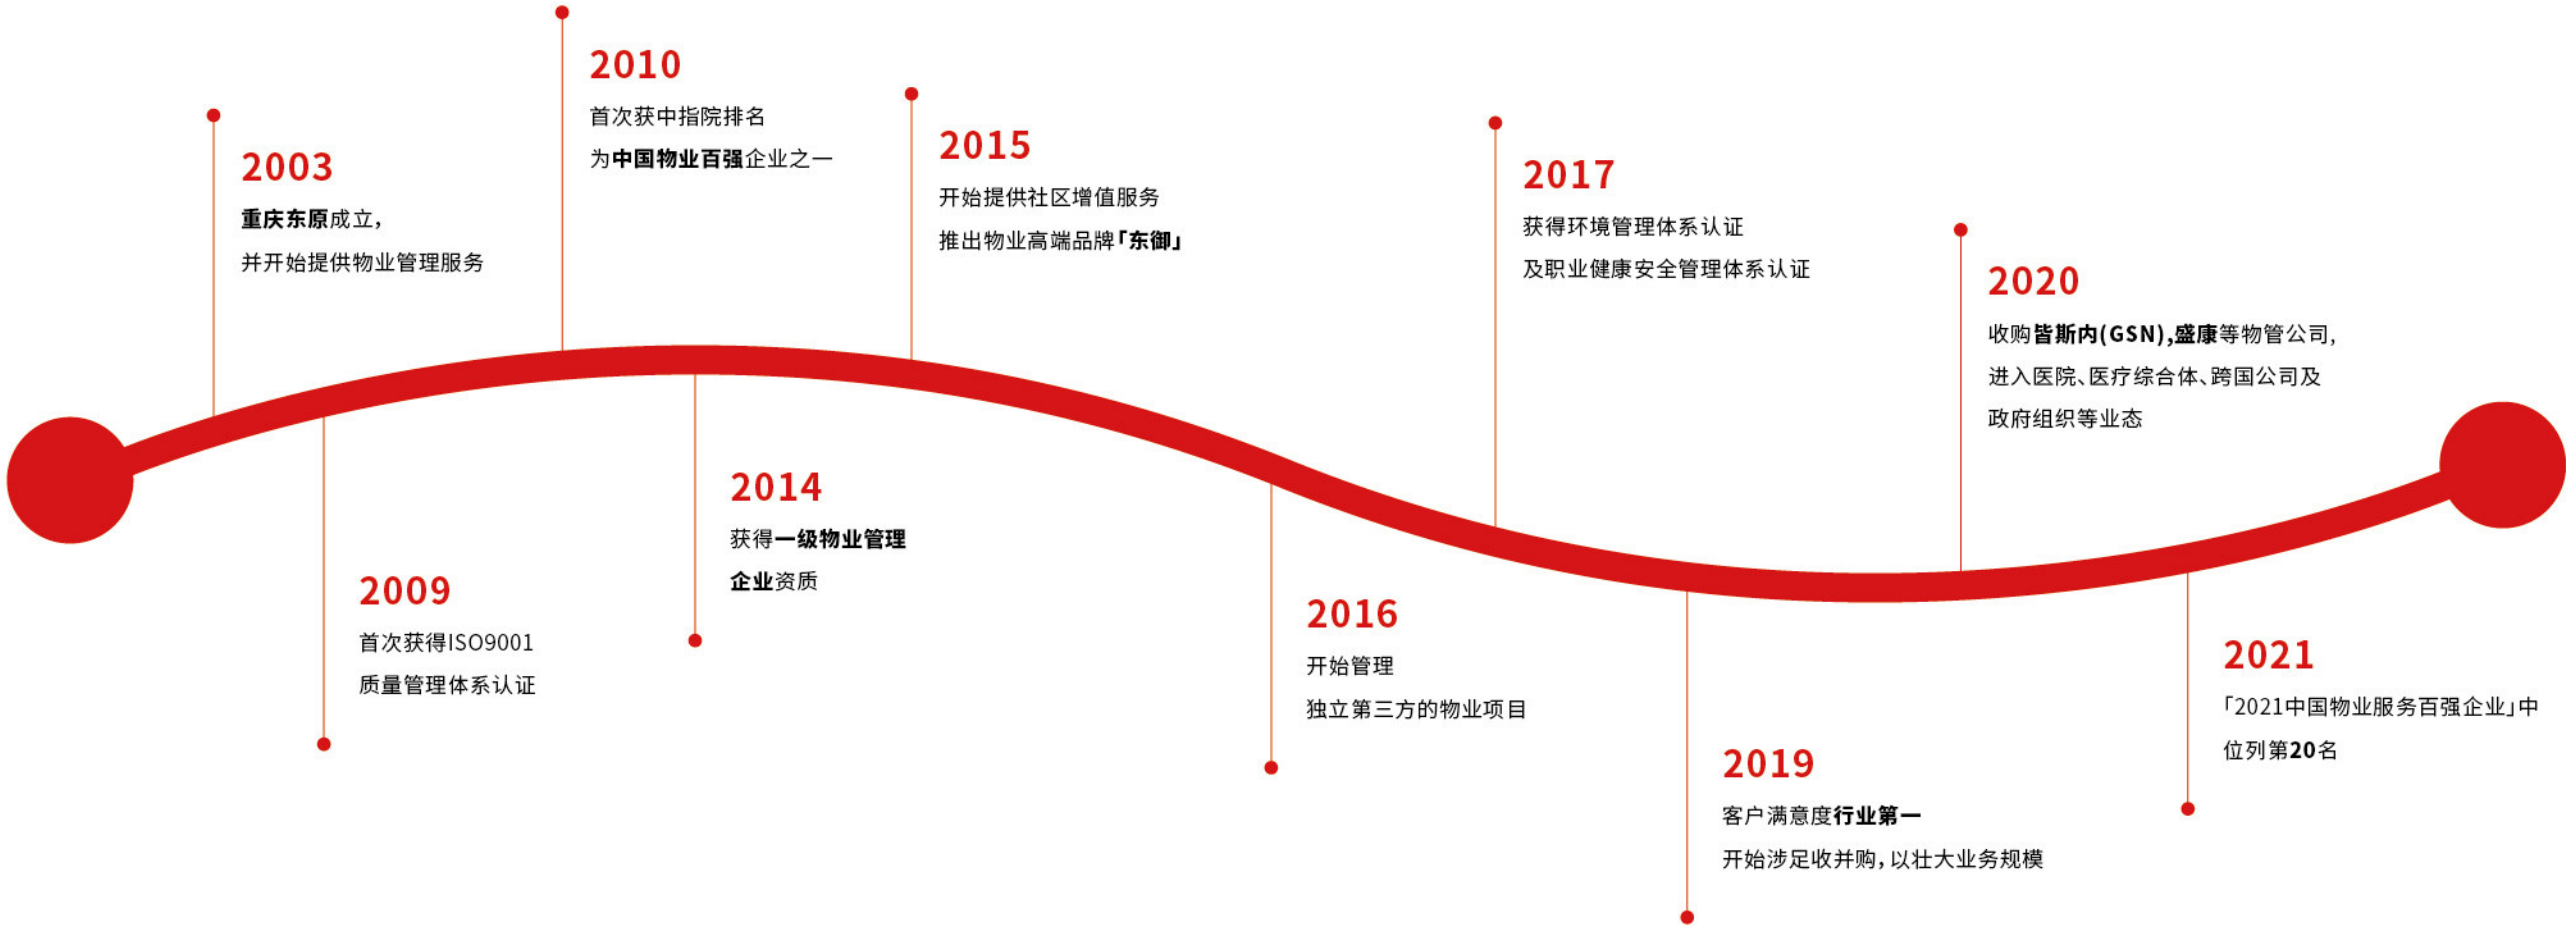 2003
重庆东原成立，
并开始提供物业管理服务
2009
首次获得ISO9001
质量管理体系认证
2010
首次获中指院排名
为中国物业百强企业之一
2014
获得一级物业管理
企业资质
2015
开始提供社区增值服务
推出物业高端品牌「东御」
2016
开始管理
独立第三方的物业项目
2017
获得环境管理体系认证
及职业健康安全管理体系认证
2019
客户满意度行业第一
开始涉足收并购，以壮大业务规模
2020
收购皆斯内(GSN),盛康等物管公司，
进入医院、医疗综合体、跨国公司及
政府组织等业态
2021
「2021中国物业服务百强企业」中
位列第20名